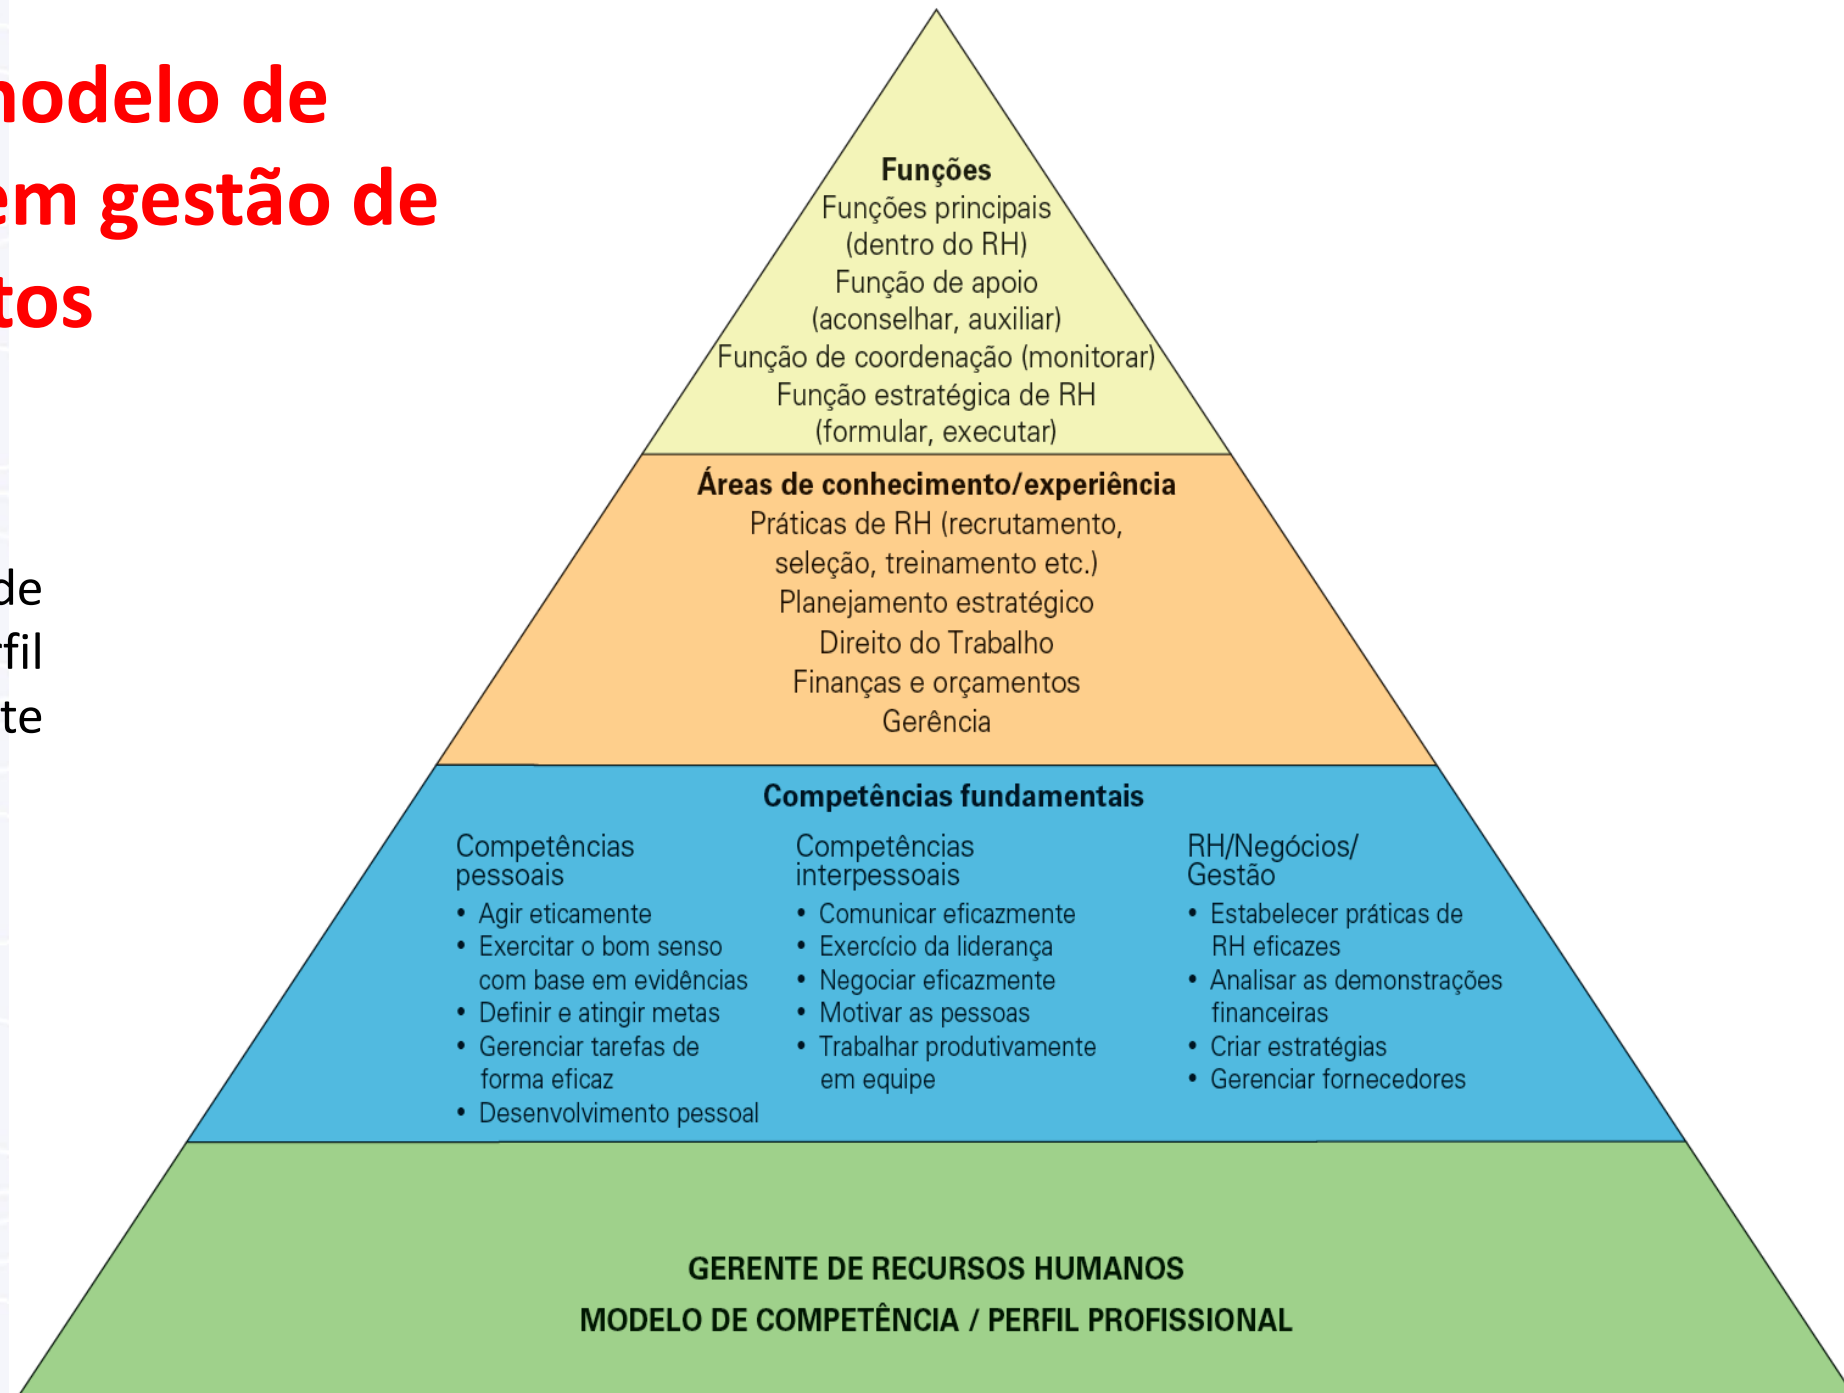 modelo de
em gestão de
tos
de
rfil
te
Funções
Funções principais
(dentro do RH)
Função de apoio
(aconselhar, auxiliar)
Função de coordenação (monitorar)
Função estratégica de RH
(formular, executar)
Áreas de conhecimento/experiência
Práticas de RH (recrutamento,
seleção, treinamento etc.)
Planejamento estratégico
Direito do Trabalho
Finanças e orçamentos
Gerência
Competências fundamentais
Competências
pessoais
• Agir eticamente
• Exercitar o bom senso
com base em evidências
• Definir e atingir metas
• Gerenciar tarefas de
forma eficaz
• Desenvolvimento pessoal
Competências
interpessoais
• Comunicar eficazmente
• Exercício da liderança
• Negociar eficazmente
• Motivar as pessoas
• Trabalhar produtivamente
em equipe
RH/Negócios/
Gestão
• Estabelecer práticas de
RH eficazes
• Analisar as demonstrações
financeiras
• Criar estratégias
• Gerenciar fornecedores
GERENTE DE RECURSOS HUMANOS
MODELO DE COMPETÊNCIA / PERFIL PROFISSIONAL